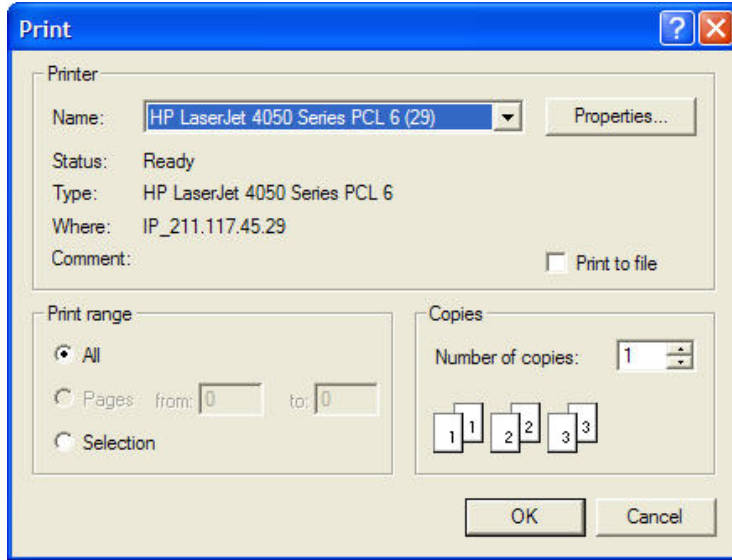 Print
Printer
Name: HP LaserJet 4050 Series PCL 6 (29) Properties...
Status: Ready
Type: HP LaserJet 4050 Series PCL 6
Where: IP_211.117.45.29
Comment: Print to file
Print range
All
Pages from: 0 to: 0
Selection
Copies
Number of copies: 1
1 1 2 2 3 3
OK Cancel